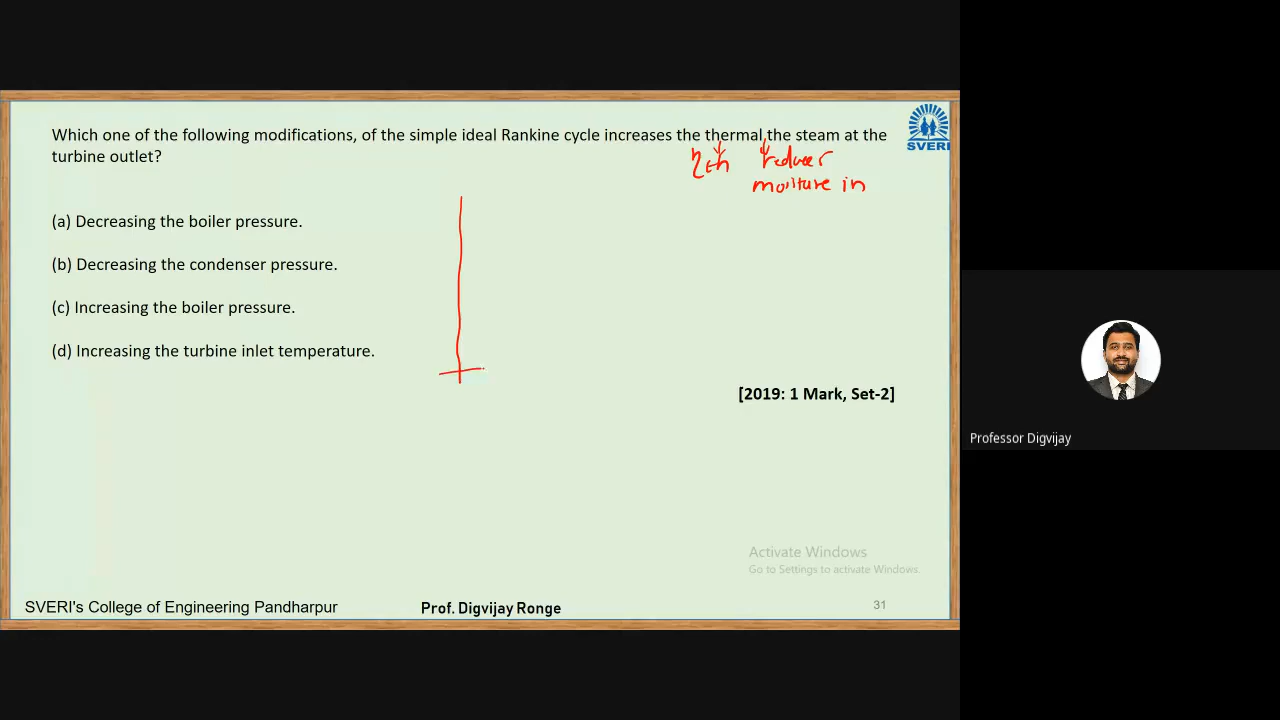 Which one of the following modifications, of the simple ideal Rankine cycle increases the thermal,the steam at the
SVERI
turbine outlet?
ηth reduces
moisture in
(a) Decreasing the boiler pressure.
(b) Decreasing the condenser pressure.
(c) Increasing the boiler pressure.
(d) Increasing the turbine inlet temperature.
[2019: 1 Mark, Set-2]
Professor Digvijay
Activate Windows
Go to Settings to activate Windows.
SVERI's College of Engineering Pandharpur
Prof. Digvijay Ronge
31